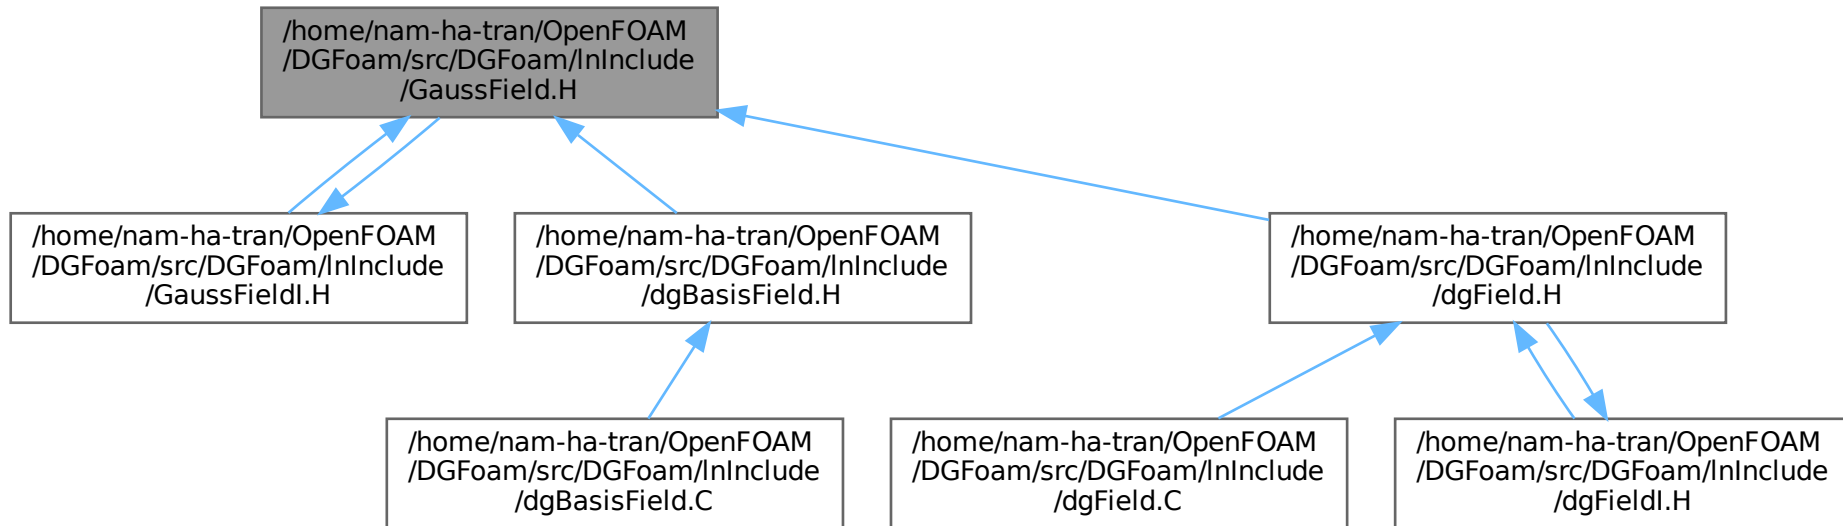 /home/nam-ha-tran/OpenFOAM
/DGFoam/src/DGFoam/lnInclude
/GaussField.H
/home/nam-ha-tran/OpenFOAM
/DGFoam/src/DGFoam/lnInclude
/GaussFieldI.H
/home/nam-ha-tran/OpenFOAM
/DGFoam/src/DGFoam/lnInclude
/dgBasisField.H
/home/nam-ha-tran/OpenFOAM
/DGFoam/src/DGFoam/lnInclude
/dgField.H
/home/nam-ha-tran/OpenFOAM
/DGFoam/src/DGFoam/lnInclude
/dgBasisField.C
/home/nam-ha-tran/OpenFOAM
/DGFoam/src/DGFoam/lnInclude
/dgField.C
/home/nam-ha-tran/OpenFOAM
/DGFoam/src/DGFoam/lnInclude
/dgFieldI.H